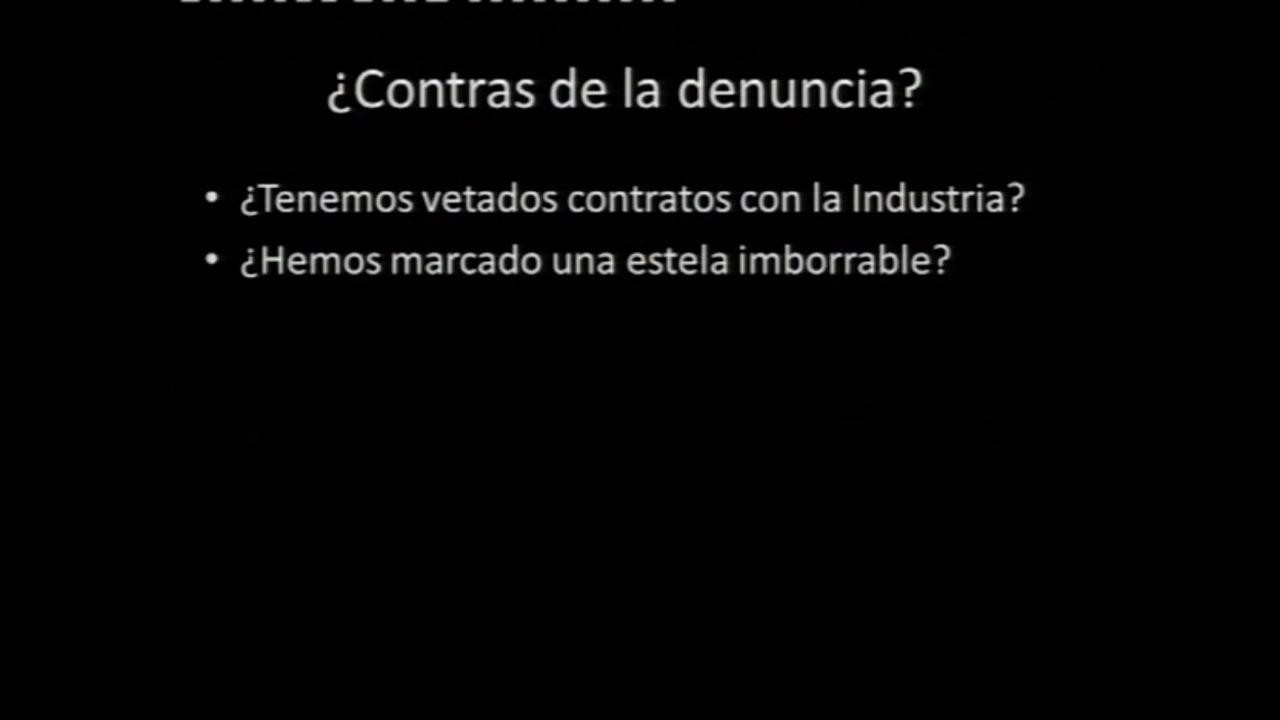 ¿Contras de la denuncia?
• ¿Tenemos vetados contratos con la Industria?
• ¿Hemos marcado una estela imborrable?